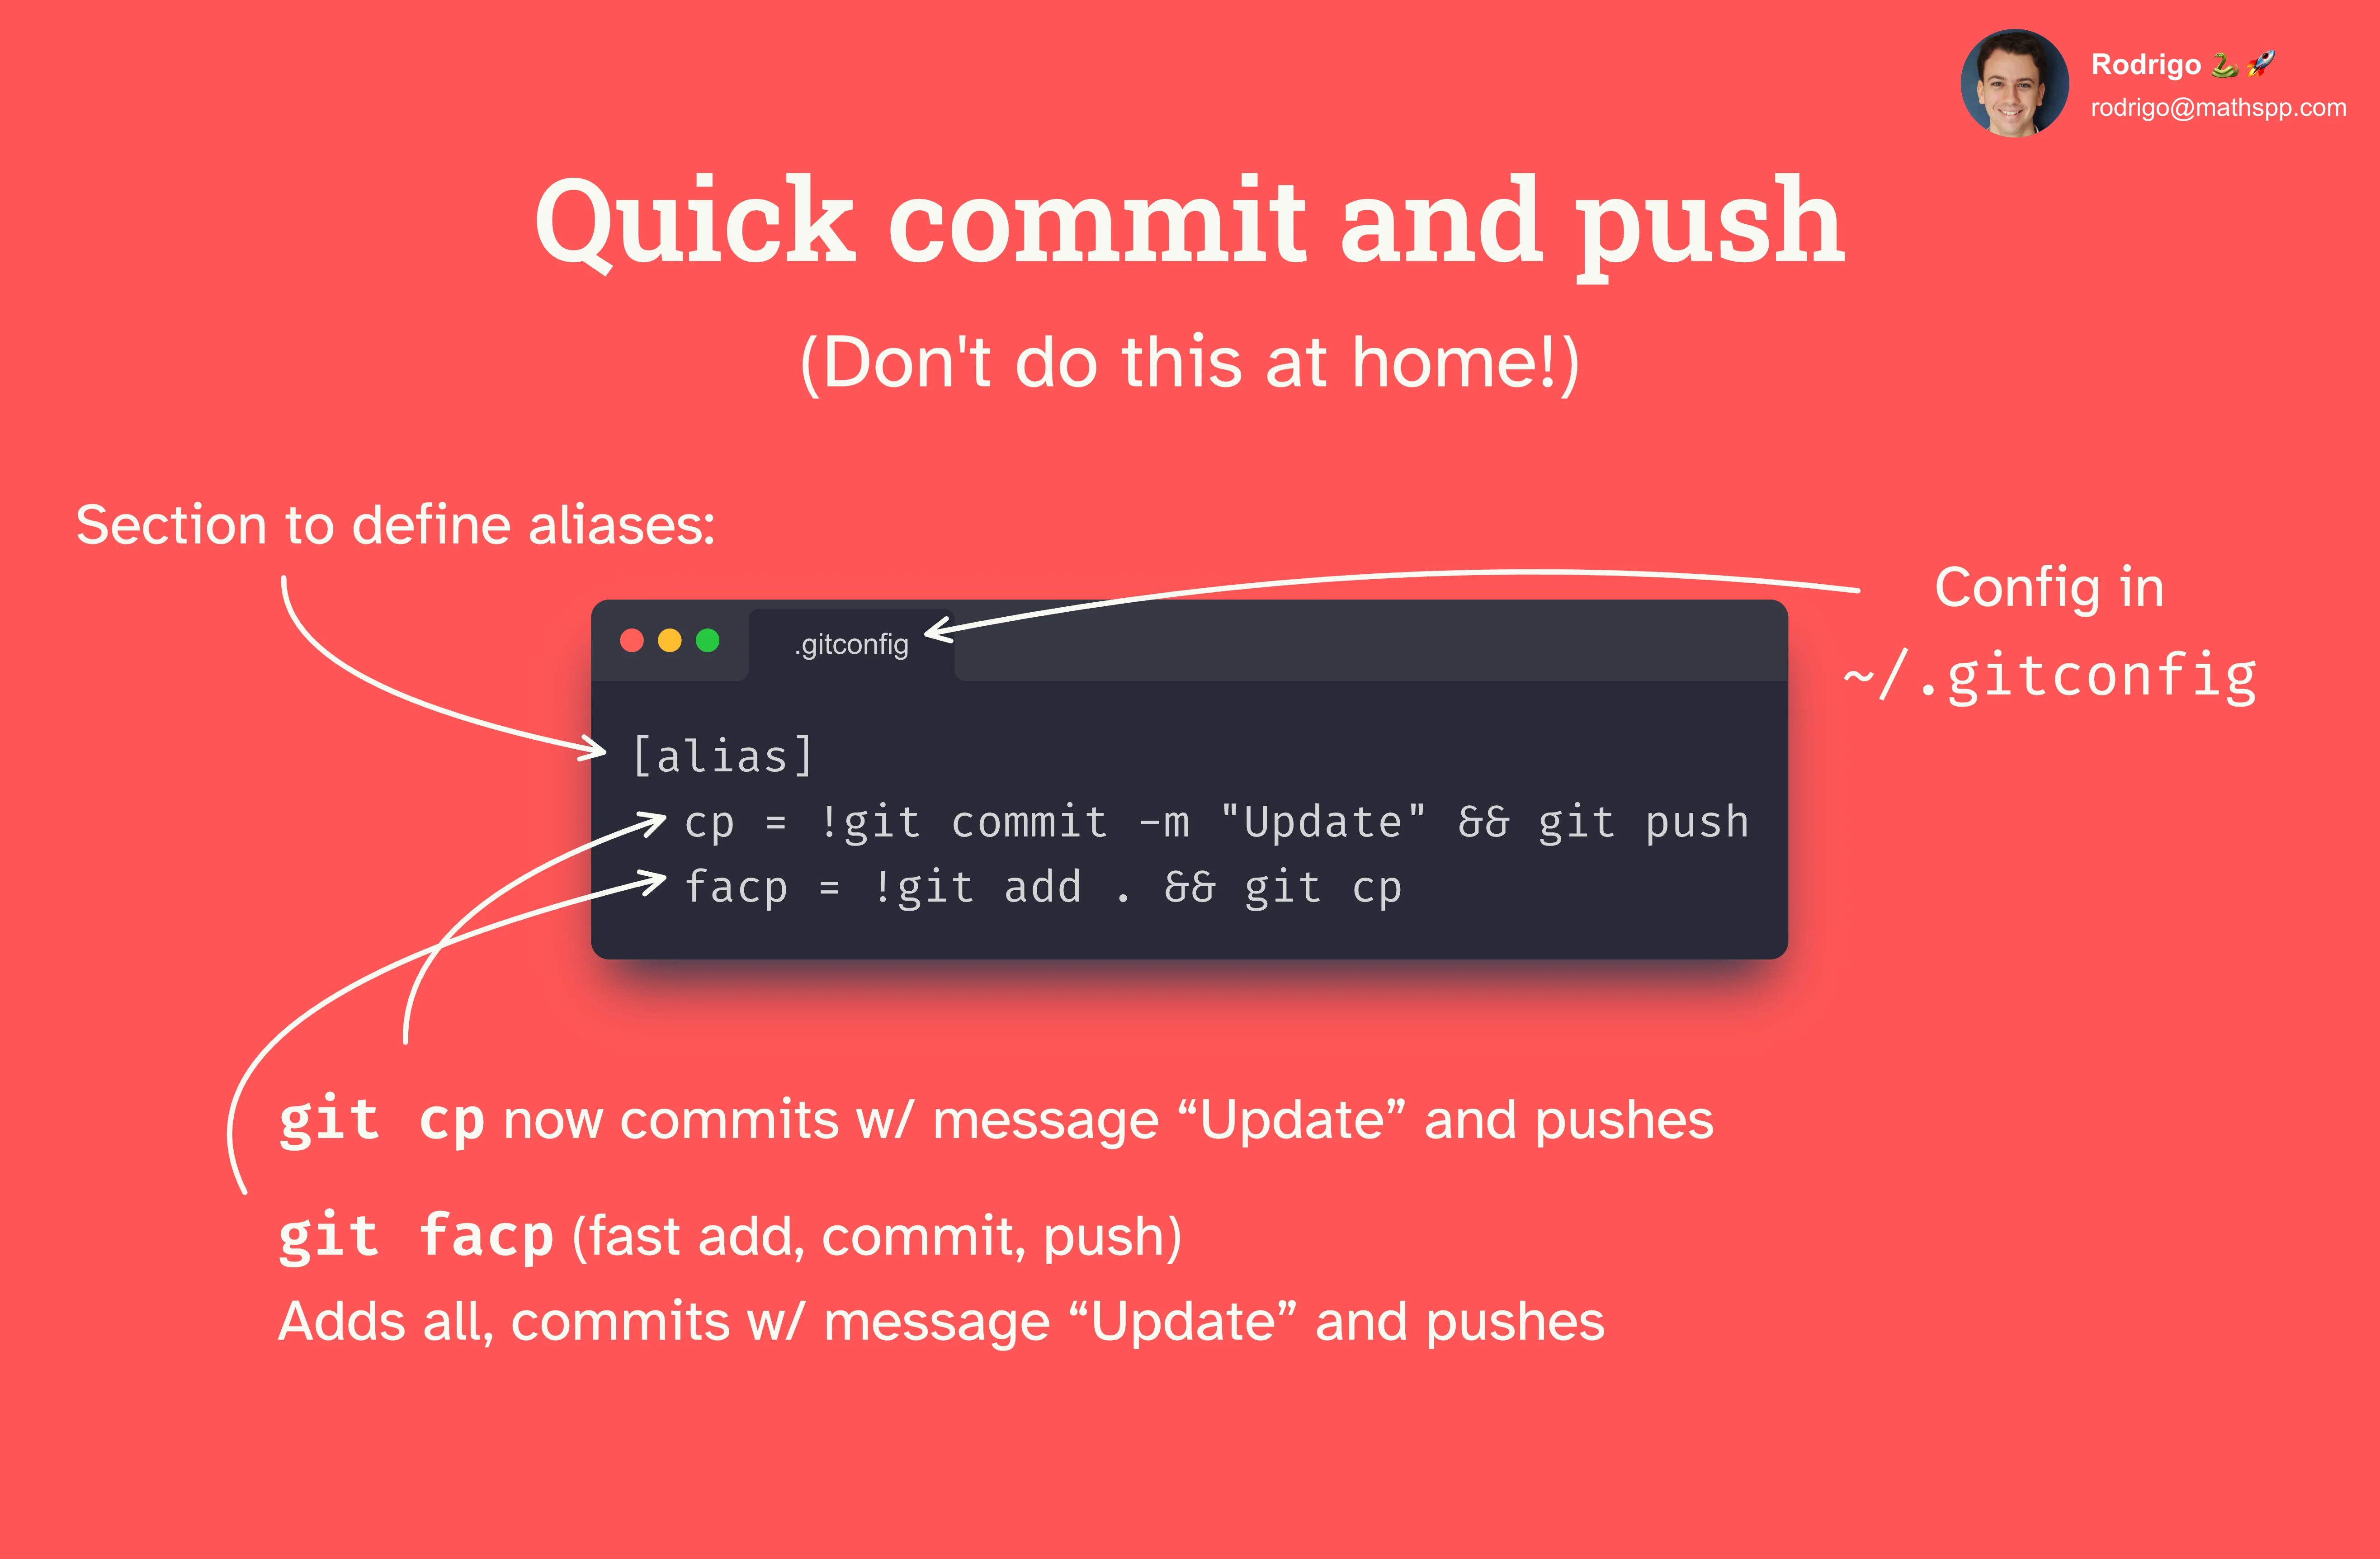 Rodrigo 🐍🚀
rodrigo@mathspp.com
Quick commit and push
(Don't do this at home!)
Section to define aliases:
Config in
~/.gitconfig
.gitconfig
[alias]
cp = !git commit -m "Update" && git push
facp = !git add . && git cp
git cp now commits w/ message “Update” and pushes
git facp (fast add, commit, push)
Adds all, commits w/ message “Update” and pushes